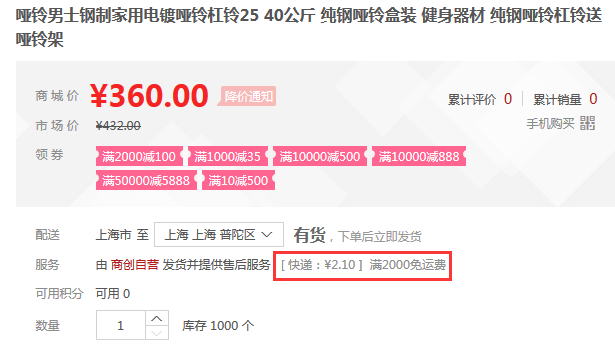 哑铃男士钢制家用电镀哑铃杠铃25 40公斤 纯钢哑铃盒装 健身器材 纯钢哑铃杠铃送
哑铃架
商城价 ¥360.00 降价通知 累计评价 0 累计销量 0
市场价 ¥432.00 手机购买
领券 满2000减100 满1000减35 满10000减500 满10000减888
满50000减5888 满10减500
配送 上海市 至 上海 上海 普陀区 有货，下单后立即发货
服务 由 商创自营 发货并提供售后服务 [ 快递：¥2.10 ] 满2000免运费
可用积分 可用 0
数量 1 库存 1000 个